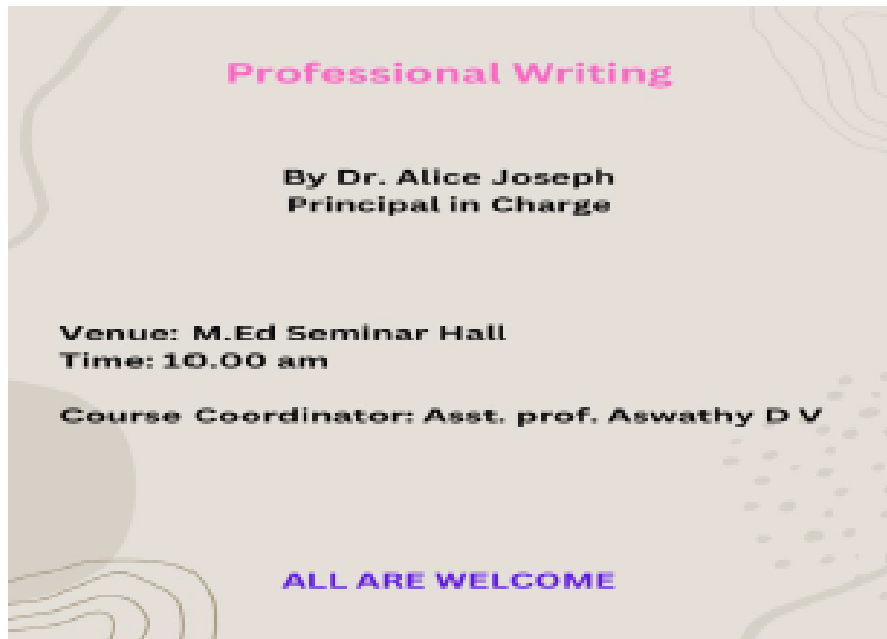 Professional Writing
By Dr. Alice Joseph
Principal in Charge
Venue: M.Ed Seminar Hall
Time: 10.00 am
Course Coordinator: Asst. prof. Aswathy D V
ALL ARE WELCOME